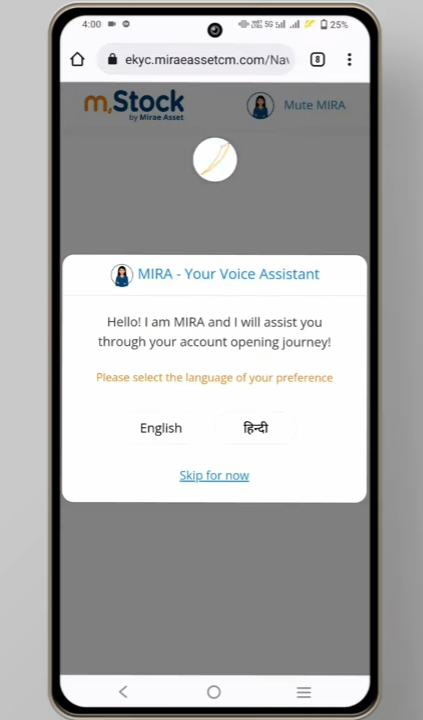 4:00
5G
25%
ekyc.miraeassetcm.com/Nav
8
m.Stock
by Mirae Asset
Mute MIRA
MIRA - Your Voice Assistant
Hello! I am MIRA and I will assist you
through your account opening journey!
Please select the language of your preference
English
हिन्दी
Skip for now